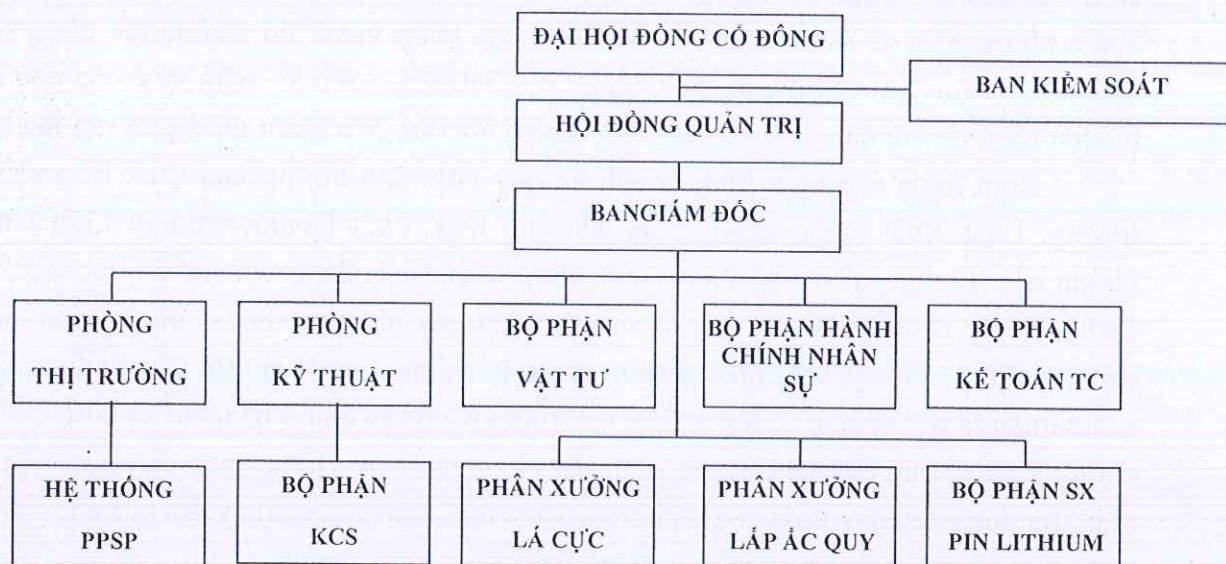 ĐẠI HỘI ĐỒNG CỔ ĐÔNG
BAN KIỂM SOÁT
HỘI ĐỒNG QUẢN TRỊ
BANGIÁM ĐỐC
PHÒNG
THỊ TRƯỜNG
PHÒNG
KỸ THUẬT
BỘ PHẬN
VẬT TƯ
BỘ PHẬN HÀNH
CHÍNH NHÂN
SỰ
BỘ PHẬN
KẾ TOÁN TC
HỆ THỐNG
PPSP
BỘ PHẬN
KCS
PHÂN XƯỞNG
LÁ CỰC
PHÂN XƯỞNG
LẮP ẮC QUY
BỘ PHẬN SX
PIN LITHIUM